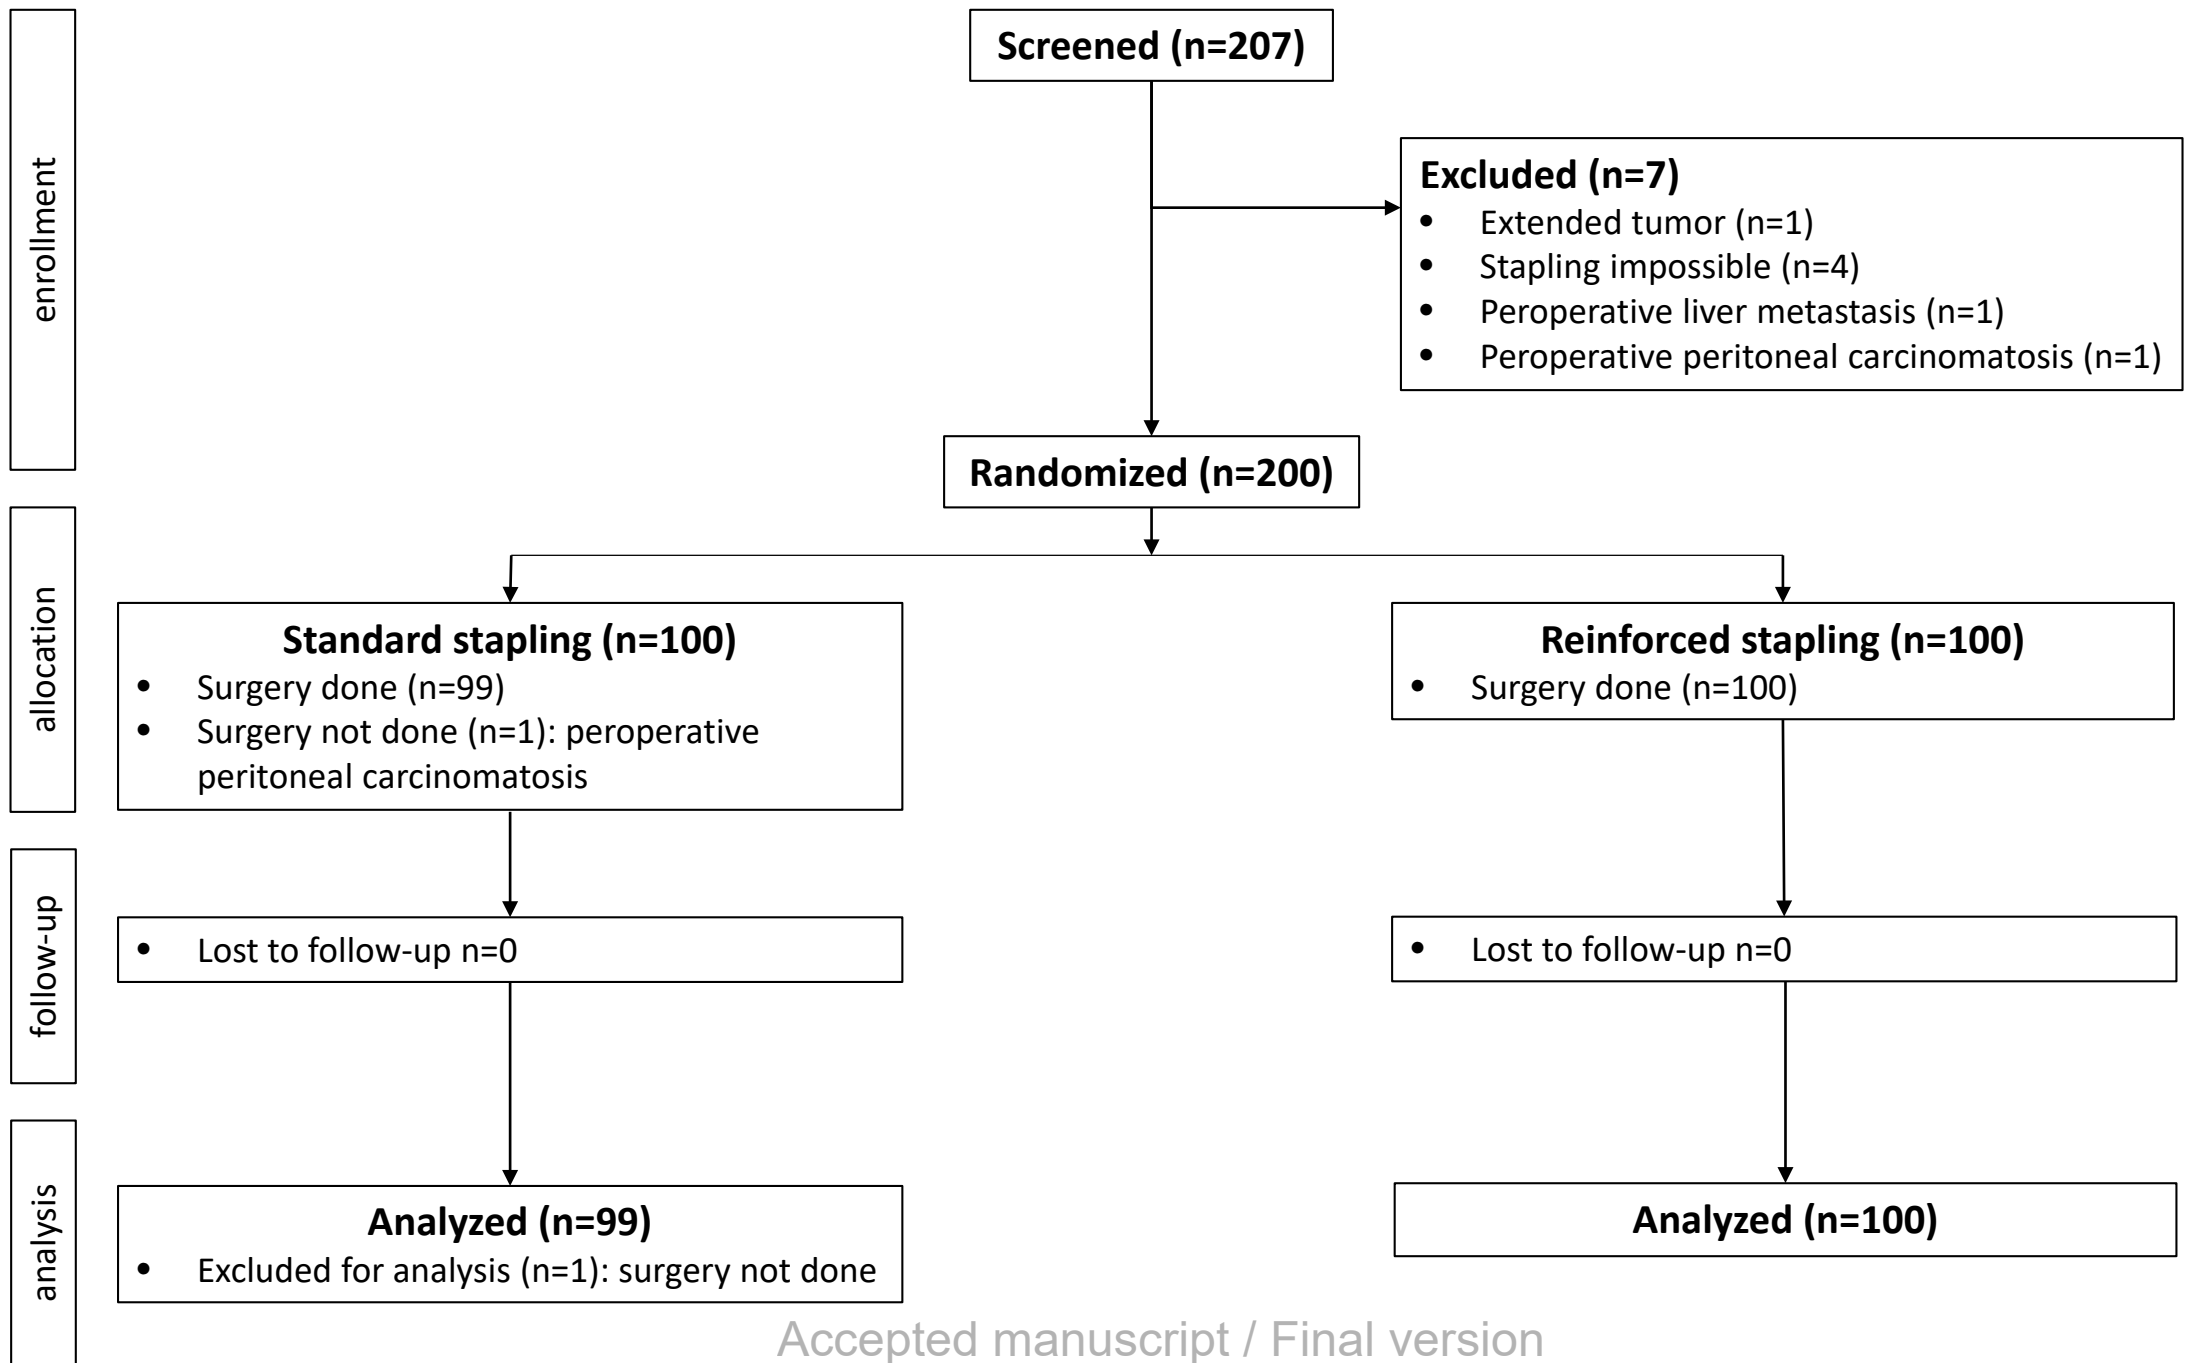 enrollment
Screened (n=207)
Excluded (n=7)
• Extended tumor (n=1)
• Stapling impossible (n=4)
• Peroperative liver metastasis (n=1)
• Peroperative peritoneal carcinomatosis (n=1)
Randomized (n=200)
allocation
Standard stapling (n=100)
• Surgery done (n=99)
• Surgery not done (n=1): peroperative
peritoneal carcinomatosis
Reinforced stapling (n=100)
• Surgery done (n=100)
follow-up
• Lost to follow-up n=0
• Lost to follow-up n=0
analysis
Analyzed (n=99)
• Excluded for analysis (n=1): surgery not done
Analyzed (n=100)
Accepted manuscript / Final version